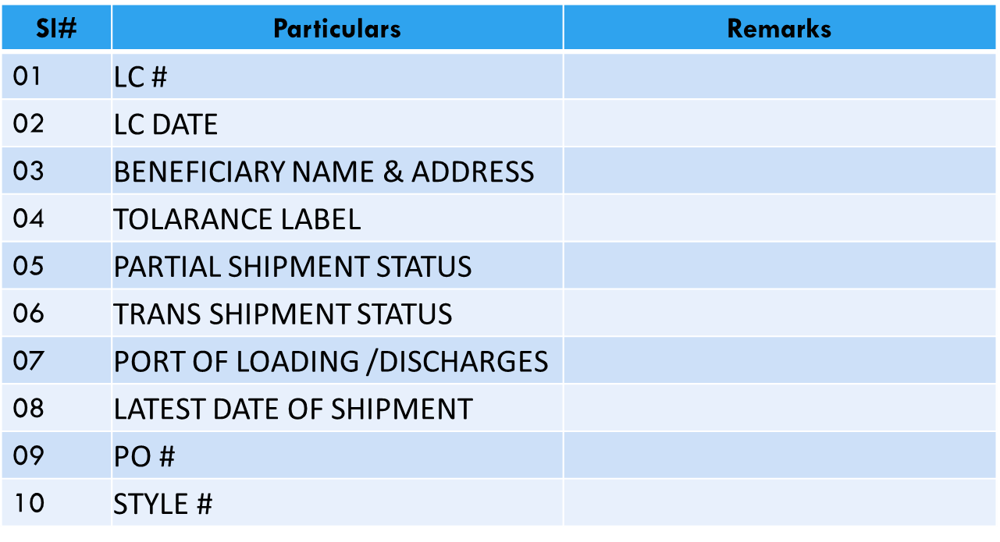 SI# Particulars Remarks
01 LC #
02 LC DATE
03 BENEFICIARY NAME & ADDRESS
04 TOLARANCE LABEL
05 PARTIAL SHIPMENT STATUS
06 TRANS SHIPMENT STATUS
07 PORT OF LOADING /DISCHARGES
08 LATEST DATE OF SHIPMENT
09 PO #
10 STYLE #